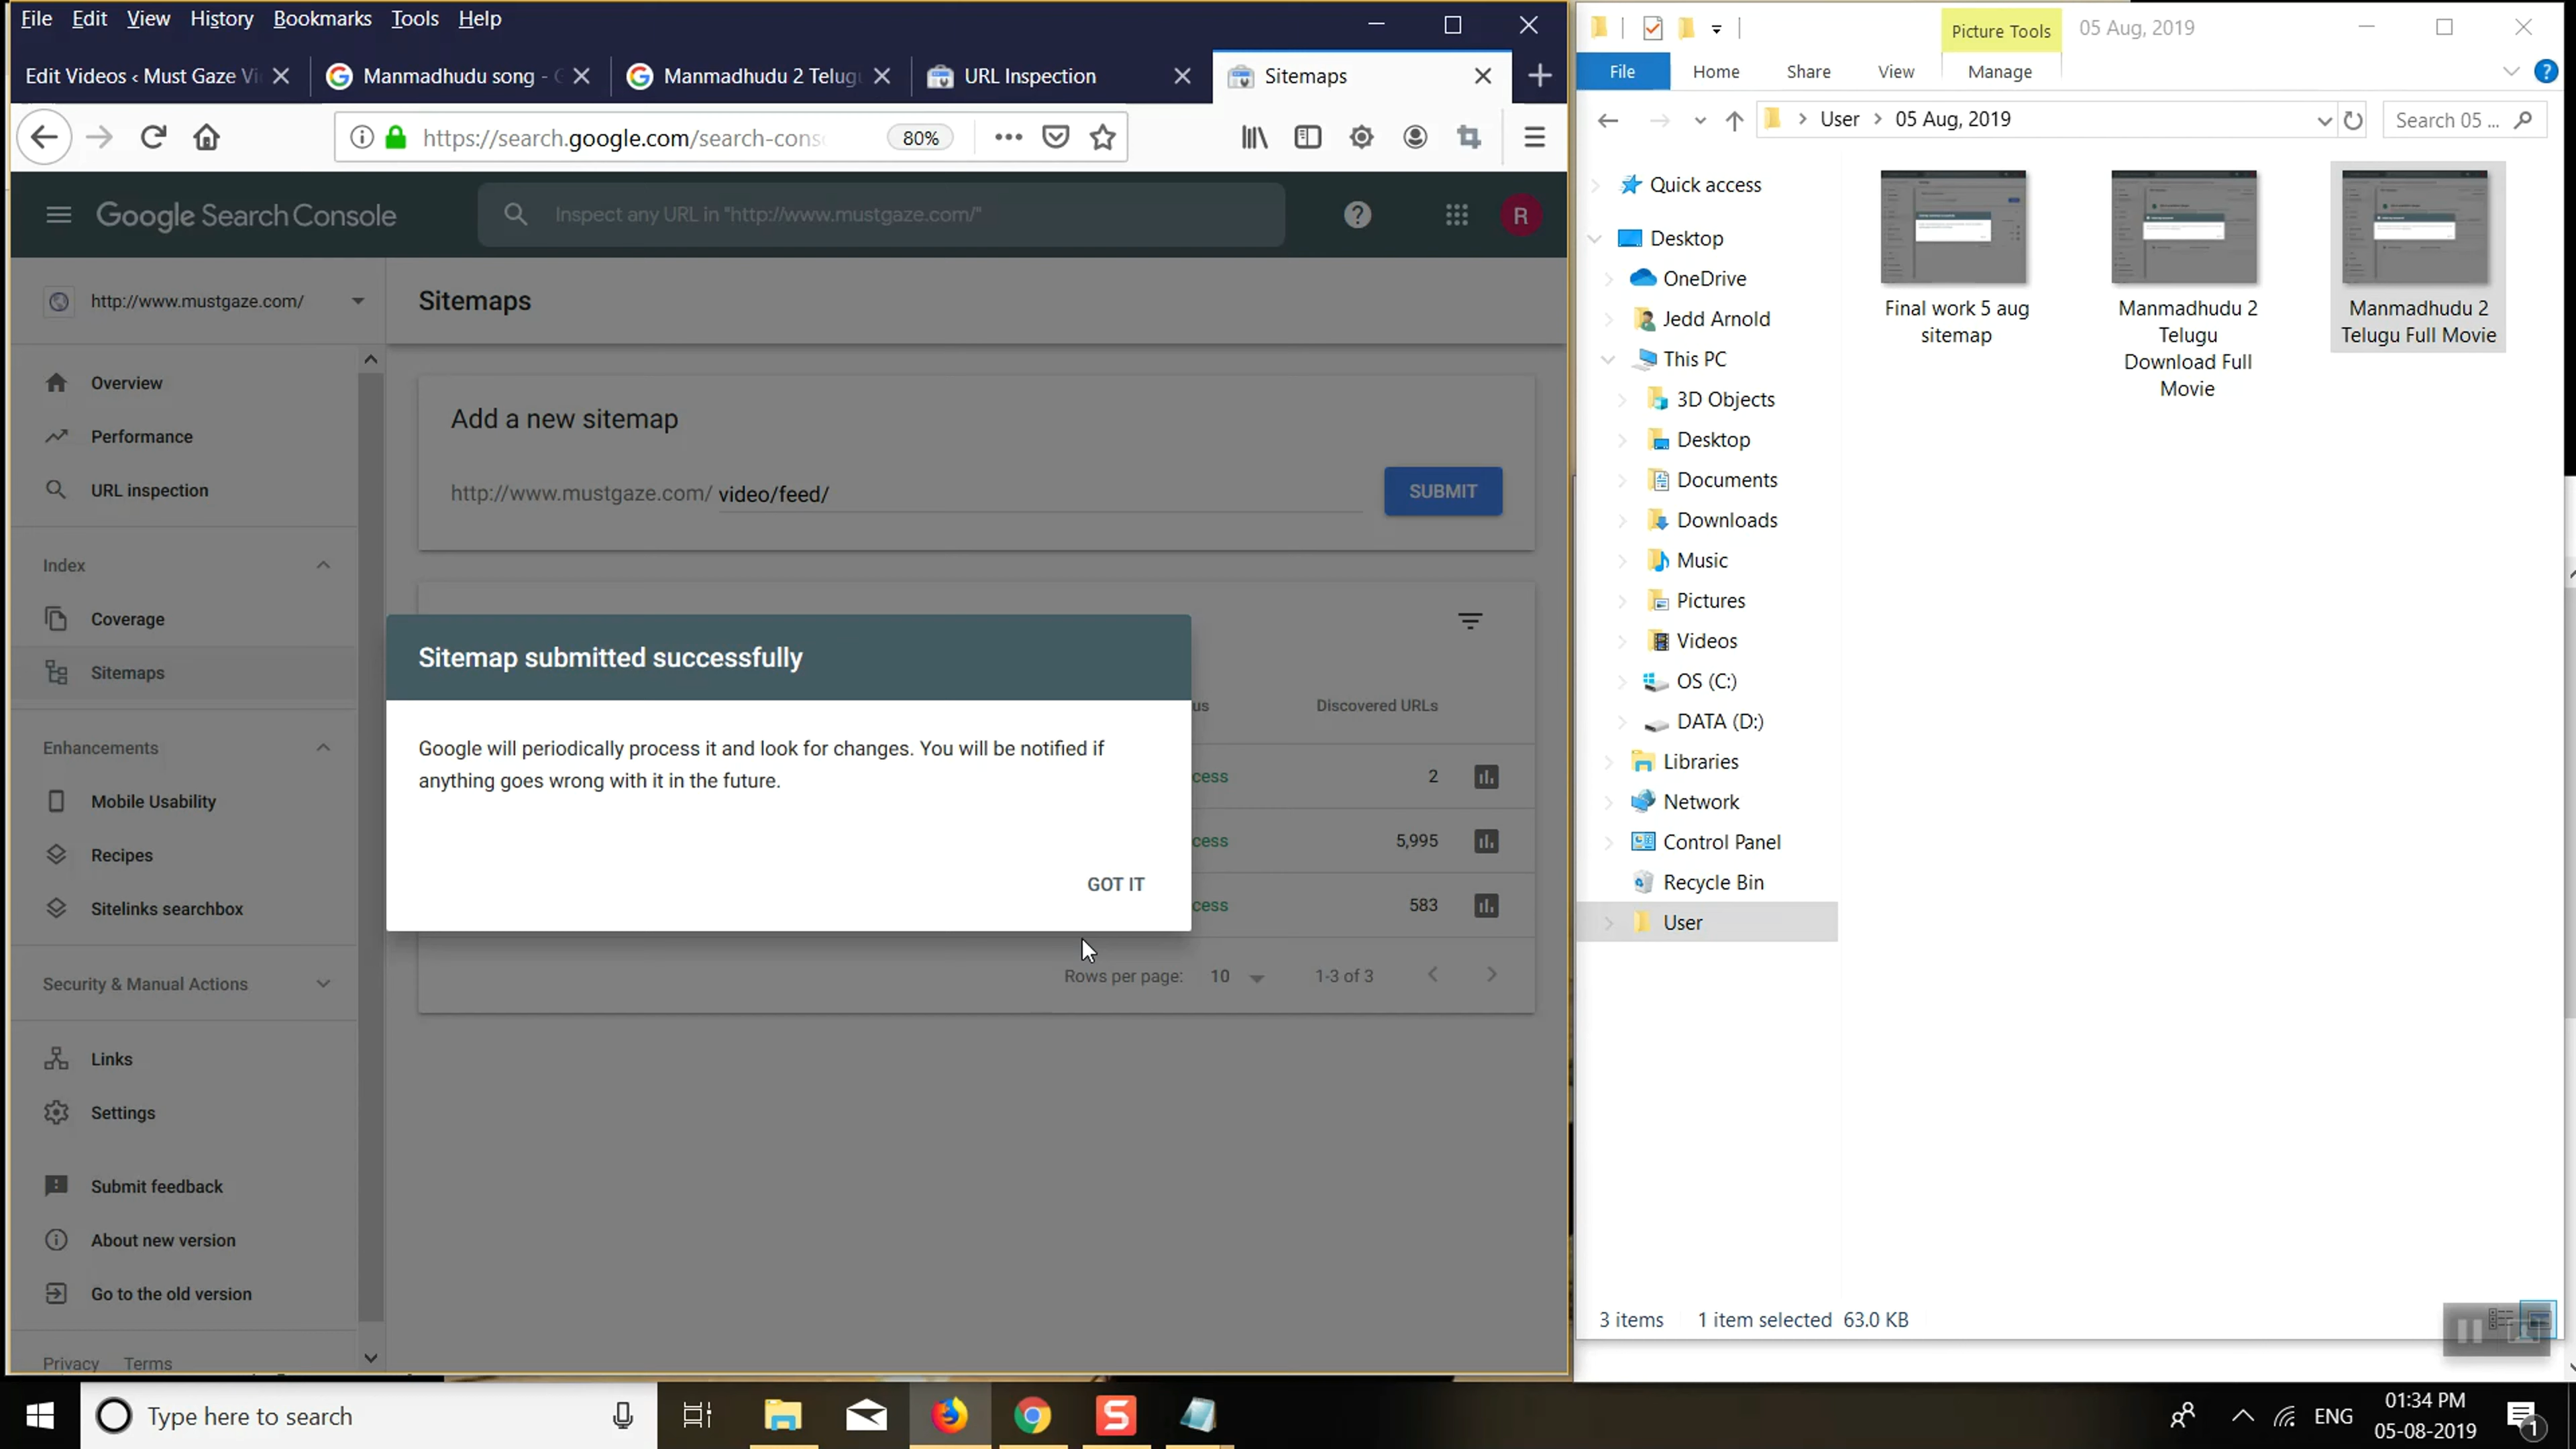 File Edit View History Bookmarks Tools Help
Edit Videos ‹ Must Gaze Vi
Manmadhudu song - G
Manmadhudu 2 Telugu
URL Inspection
Sitemaps
https://search.google.com/search-conso
80%
Google Search Console
Inspect any URL in "http://www.mustgaze.com/"
R
http://www.mustgaze.com/
Sitemaps
Overview
Performance
URL inspection
Index
Coverage
Sitemaps
Enhancements
Mobile Usability
Recipes
Sitelinks searchbox
Security & Manual Actions
Links
Settings
Submit feedback
About new version
Go to the old version
Privacy Terms
Add a new sitemap
http://www.mustgaze.com/ video/feed/
SUBMIT
Sitemap submitted successfully
Google will periodically process it and look for changes. You will be notified if
anything goes wrong with it in the future.
GOT IT
us Discovered URLs
cess 2
cess 5,995
cess 583
Rows per page: 10 1-3 of 3
Picture Tools 05 Aug, 2019
File Home Share View Manage
User 05 Aug, 2019
Search 05 ...
Quick access
Desktop
OneDrive
Jedd Arnold
This PC
3D Objects
Desktop
Documents
Downloads
Music
Pictures
Videos
OS (C:)
DATA (D:)
Libraries
Network
Control Panel
Recycle Bin
User
Final work 5 aug
sitemap
Manmadhudu 2
Telugu
Download Full
Movie
Manmadhudu 2
Telugu Full Movie
3 items 1 item selected 63.0 KB
Type here to search
ENG
01:34 PM
05-08-2019
1